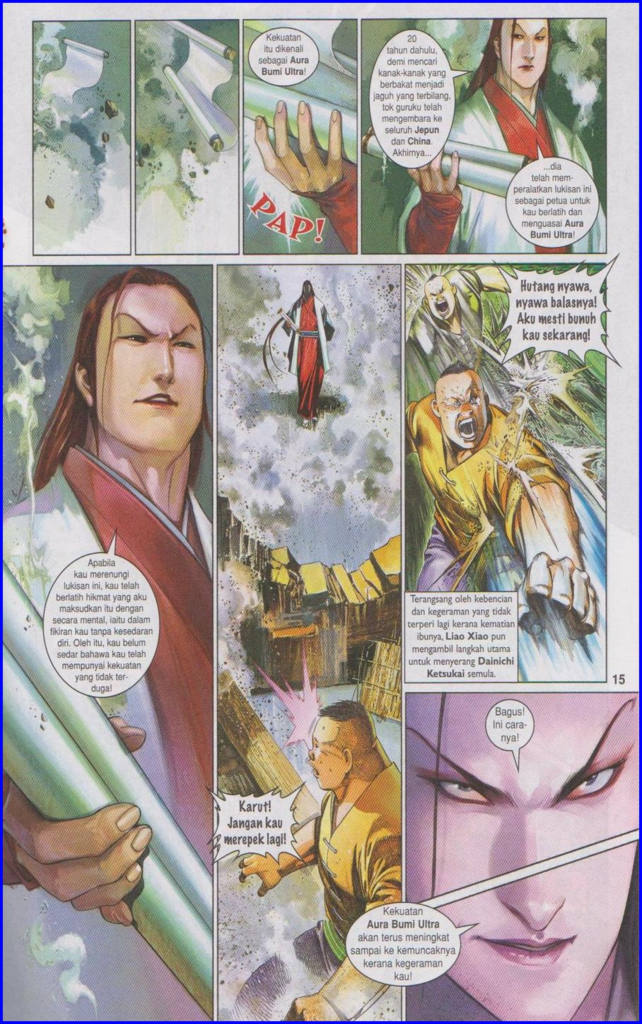 Kekuatan
itu dikenali
sebagai Aura
Bumi Ultra!
PAP!
20
tahun dahulu,
demi mencari
kanak-kanak yang
berbakat menjadi
jaguh yang terbilang,
tok guruku telah
mengembara ke
seluruh Jepun
dan China.
Akhirnya...
...dia
telah mem-
peralatkan lukisan ini
sebagai petua untuk
kau berlatih dan
menguasai Aura
Bumi Ultra!
Apabila
kau merenungi
lukisan ini, kau telah
berlatih hikmat yang aku
maksudkan itu dengan
secara mental, iaitu dalam
fikiran kau tanpa kesedaran
diri. Oleh itu, kau belum
sedar bahawa kau telah
mempunyai kekuatan
yang tidak ter-
duga!
Karut!
Jangan kau
merepek lagi!
Hutang nyawa,
nyawa balasnya!
Aku mesti bunuh
kau sekarang!
Terangsang oleh kebencian
dan kegeraman yang tidak
terperi lagi kerana kematian
ibunya, Liao Xiao pun
mengambil langkah utama
untuk menyerang Dainichi
Ketsukai semula.
15
Bagus!
Ini cara-
nya!
Kekuatan
Aura Bumi Ultra
akan terus meningkat
sampai ke kemuncaknya
kerana kegeraman
kau!